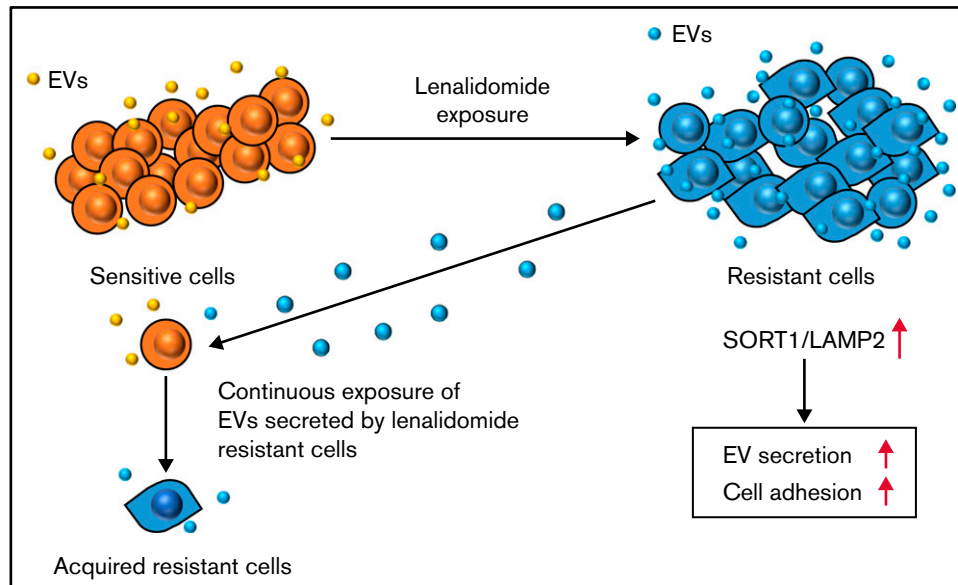 EVs
Lenalidomide
exposure
EVs
Sensitive cells
Resistant cells
SORT1/LAMP2
Continuous exposure of
EVs secreted by lenalidomide
resistant cells
EV secretion
Cell adhesion
Acquired resistant cells